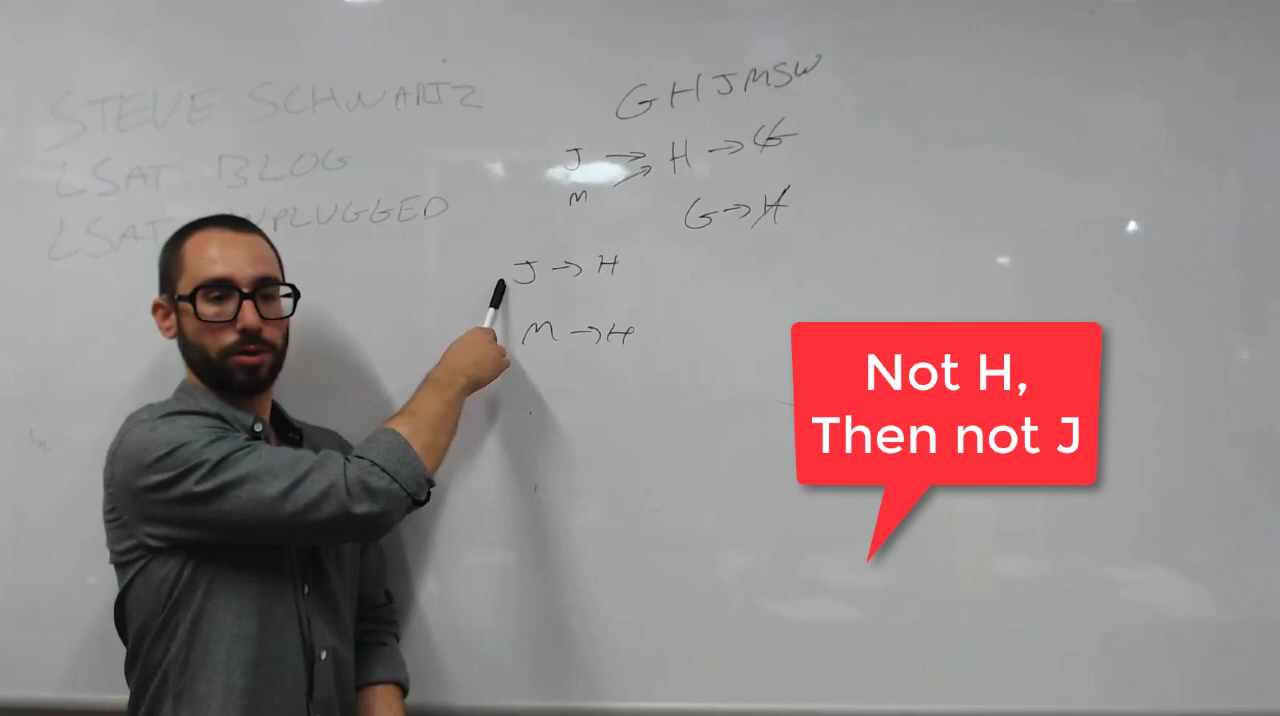 STEVE SCHWARTZ
LSAT BLOG
LSAT UNPLUGGED
G H J M S W
J → H → G̸
M
G → H̸
J → H
M → H
Not H,
Then not J